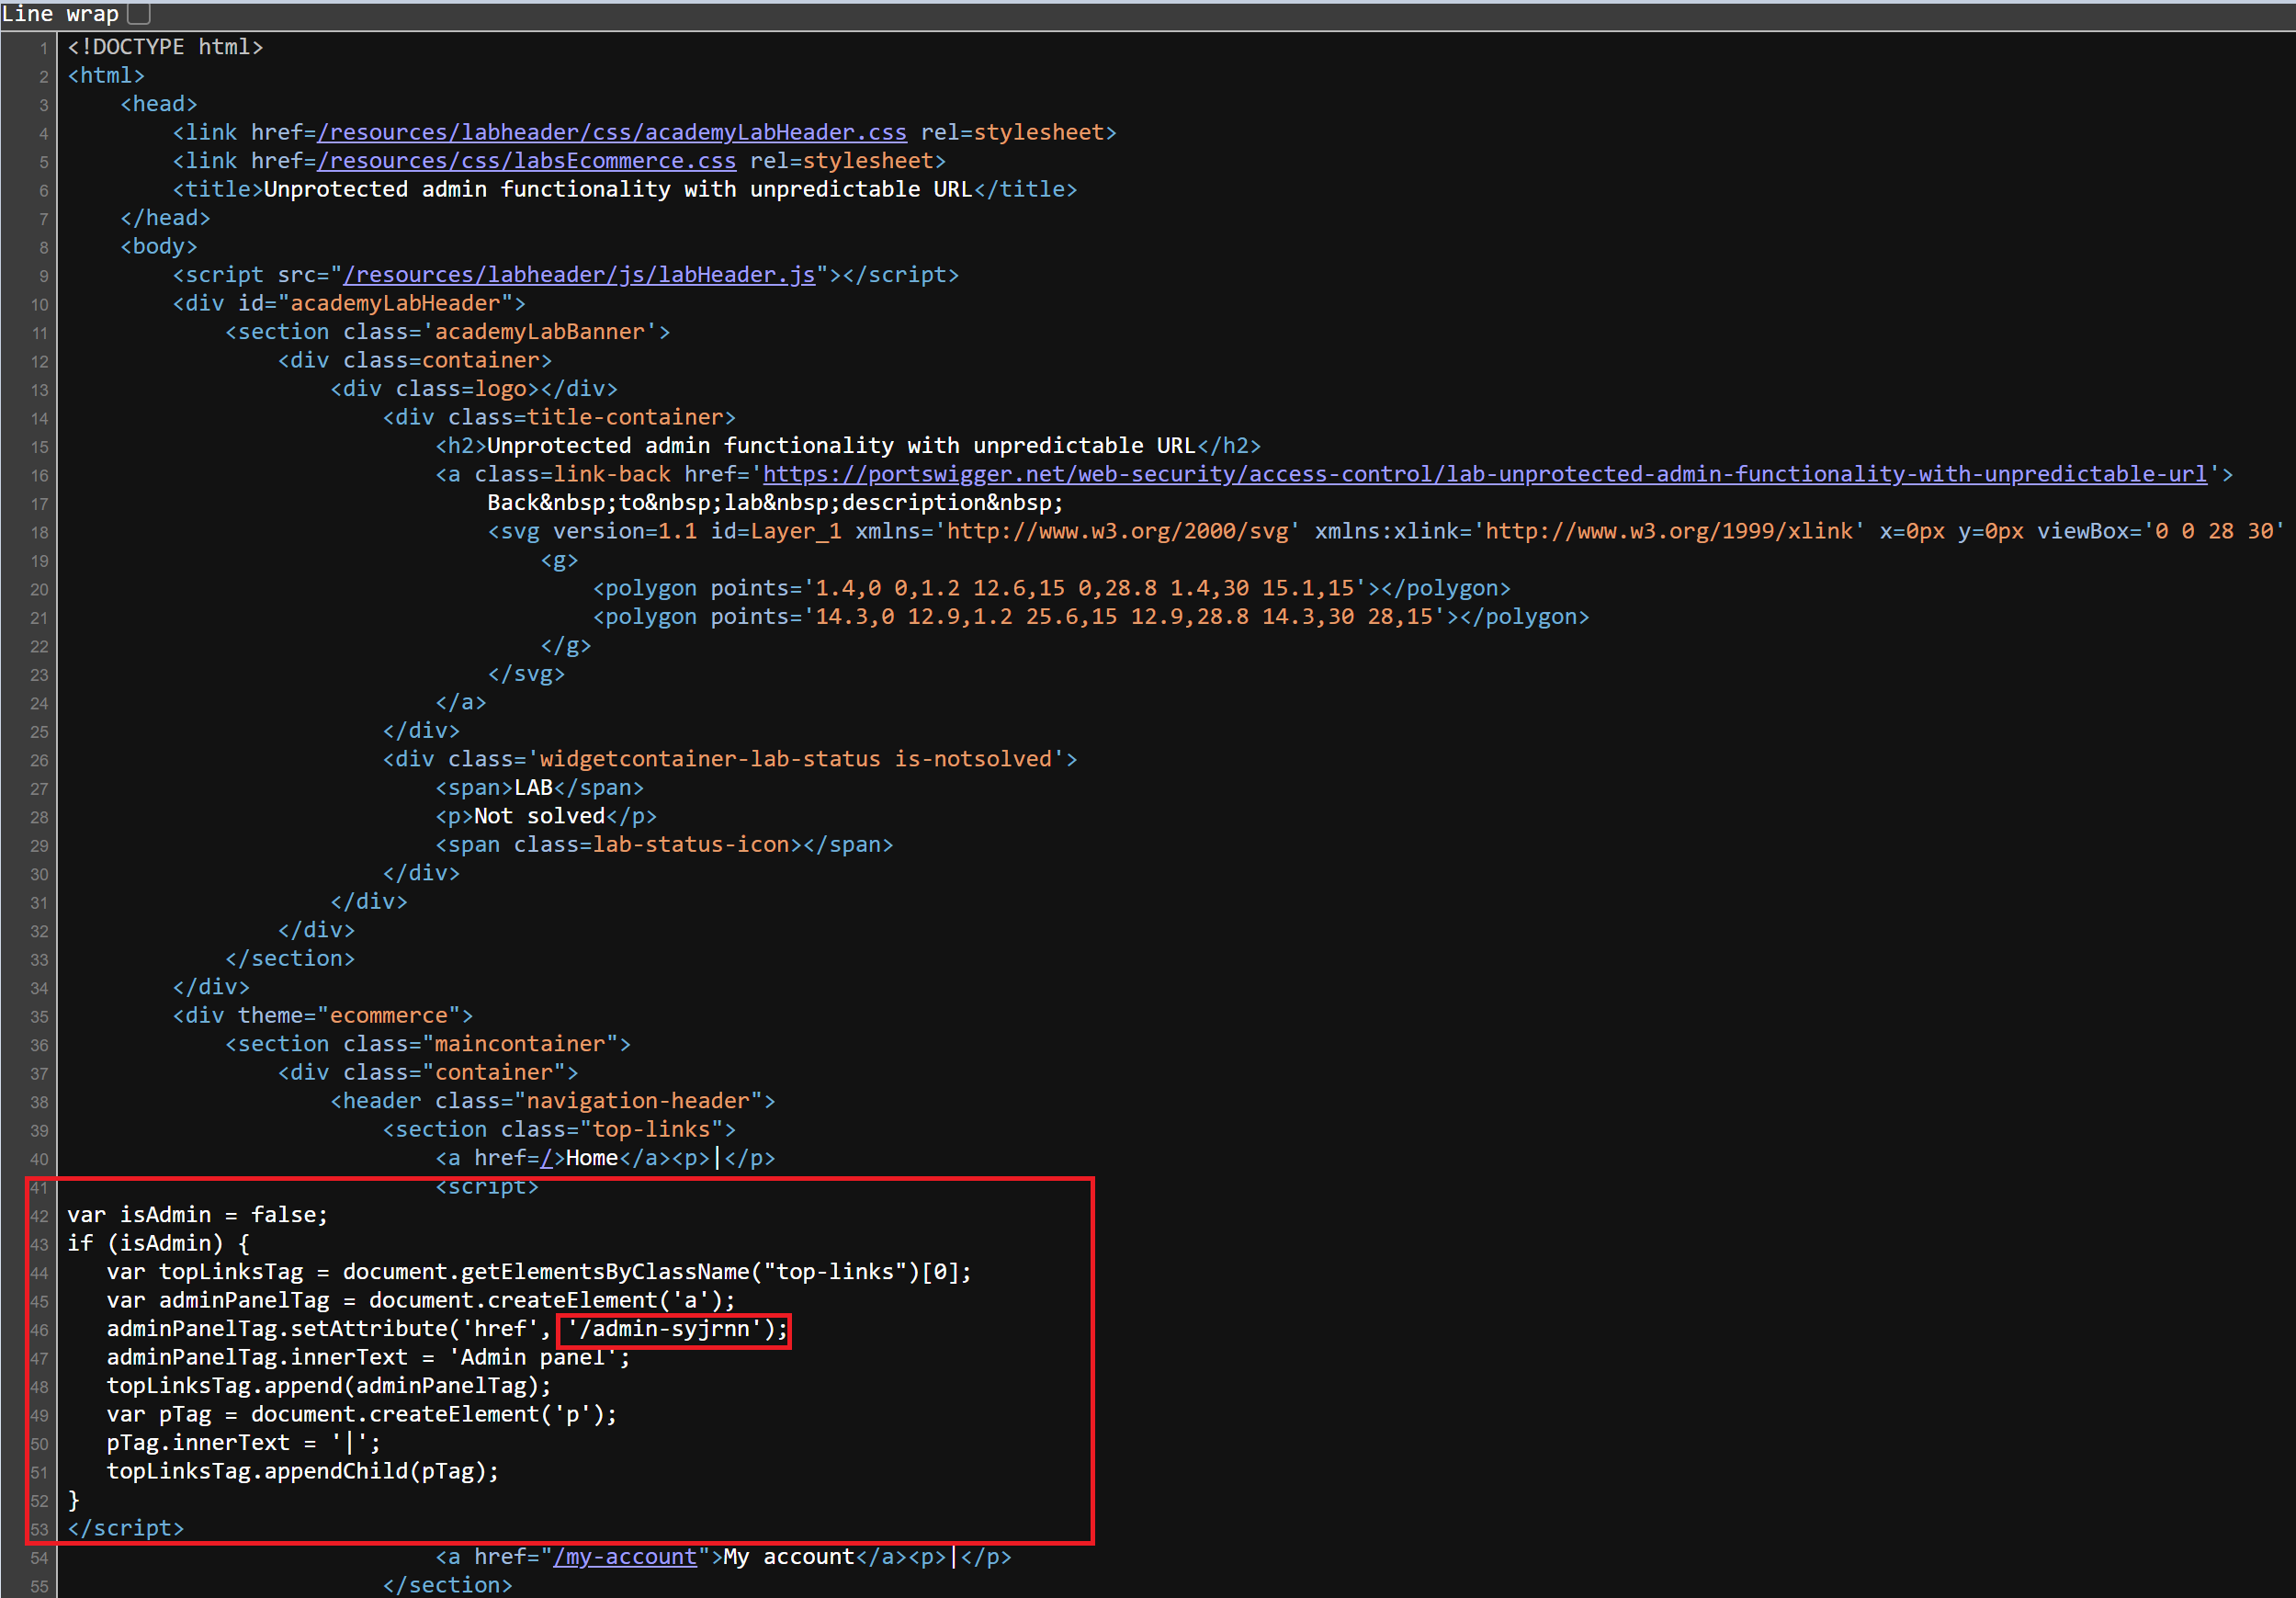 Line wrap
1 <!DOCTYPE html>
2 <html>
3     <head>
4         <link href=/resources/labheader/css/academyLabHeader.css rel=stylesheet>
5         <link href=/resources/css/labsEcommerce.css rel=stylesheet>
6         <title>Unprotected admin functionality with unpredictable URL</title>
7     </head>
8     <body>
9         <script src="/resources/labheader/js/labHeader.js"></script>
10         <div id="academyLabHeader">
11             <section class='academyLabBanner'>
12                 <div class=container>
13                     <div class=logo></div>
14                         <div class=title-container>
15                             <h2>Unprotected admin functionality with unpredictable URL</h2>
16                             <a class=link-back href='https://portswigger.net/web-security/access-control/lab-unprotected-admin-functionality-with-unpredictable-url'>
17                                 Back&nbsp;to&nbsp;lab&nbsp;description&nbsp;
18                                 <svg version=1.1 id=Layer_1 xmlns='http://www.w3.org/2000/svg' xmlns:xlink='http://www.w3.org/1999/xlink' x=0px y=0px viewBox='0 0 28 30'
19                                     <g>
20                                         <polygon points='1.4,0 0,1.2 12.6,15 0,28.8 1.4,30 15.1,15'></polygon>
21                                         <polygon points='14.3,0 12.9,1.2 25.6,15 12.9,28.8 14.3,30 28,15'></polygon>
22                                     </g>
23                                 </svg>
24                             </a>
25                         </div>
26                         <div class='widgetcontainer-lab-status is-notsolved'>
27                             <span>LAB</span>
28                             <p>Not solved</p>
29                             <span class=lab-status-icon></span>
30                         </div>
31                     </div>
32                 </div>
33             </section>
34         </div>
35         <div theme="ecommerce">
36             <section class="maincontainer">
37                 <div class="container">
38                     <header class="navigation-header">
39                         <section class="top-links">
40                             <a href=/>Home</a><p>|</p>
41                             <script>
42 var isAdmin = false;
43 if (isAdmin) {
44    var topLinksTag = document.getElementsByClassName("top-links")[0];
45    var adminPanelTag = document.createElement('a');
46    adminPanelTag.setAttribute('href', '/admin-syjrnn');
47    adminPanelTag.innerText = 'Admin panel';
48    topLinksTag.append(adminPanelTag);
49    var pTag = document.createElement('p');
50    pTag.innerText = '|';
51    topLinksTag.appendChild(pTag);
52 }
53 </script>
54                             <a href="/my-account">My account</a><p>|</p>
55                         </section>